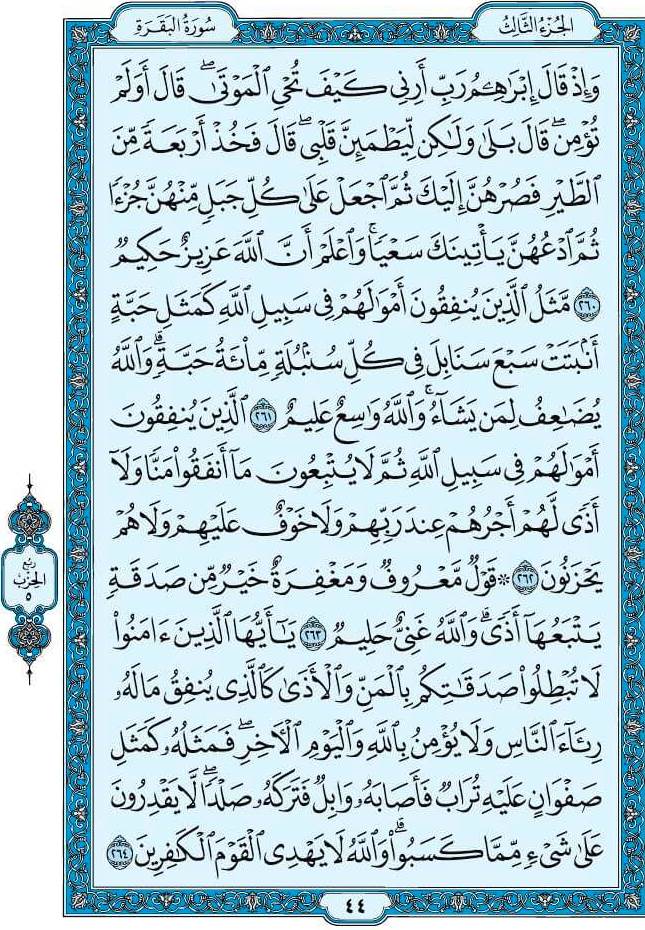 الجُزْءُ الثَّالِثُ
سُورَةُ البَقَرَةِ
وَإِذْ قَالَ إِبْرَٰهِـۧمُ رَبِّ أَرِنِي كَيْفَ تُحْيِ ٱلْمَوْتَىٰۖ قَالَ أَوَلَمْ
تُؤْمِنۖ قَالَ بَلَىٰ وَلَٰكِن لِّيَطْمَئِنَّ قَلْبِيۖ قَالَ فَخُذْ أَرْبَعَةً مِّنَ
ٱلطَّيْرِ فَصُرْهُنَّ إِلَيْكَ ثُمَّ ٱجْعَلْ عَلَىٰ كُلِّ جَبَلٍ مِّنْهُنَّ جُزْءًا
ثُمَّ ٱدْعُهُنَّ يَأْتِينَكَ سَعْيًاۚ وَٱعْلَمْ أَنَّ ٱللَّهَ عَزِيزٌ حَكِيمٌ
٢٦٠ مَّثَلُ ٱلَّذِينَ يُنفِقُونَ أَمْوَٰلَهُمْ فِي سَبِيلِ ٱللَّهِ كَمَثَلِ حَبَّةٍ
أَنۢبَتَتْ سَبْعَ سَنَابِلَ فِي كُلِّ سُنۢبُلَةٍ مِّاْئَةُ حَبَّةٍۗ وَٱللَّهُ
يُضَٰعِفُ لِمَن يَشَآءُۚ وَٱللَّهُ وَٰسِعٌ عَلِيمٌ ٢٦١ ٱلَّذِينَ يُنفِقُونَ
أَمْوَٰلَهُمْ فِي سَبِيلِ ٱللَّهِ ثُمَّ لَا يُتْبِعُونَ مَآ أَنفَقُواْ مَنًّا وَلَآ
أَذًى لَّهُمْ أَجْرُهُمْ عِندَ رَبِّهِمْ وَلَا خَوْفٌ عَلَيْهِمْ وَلَا هُمْ
يَحْزَنُونَ ٢٦٢ ۞ قَوْلٌ مَّعْرُوفٌ وَمَغْفِرَةٌ خَيْرٌ مِّن صَدَقَةٍ
يَتْبَعُهَآ أَذًىۗ وَٱللَّهُ غَنِيٌّ حَلِيمٌ ٢٦٣ يَٰٓأَيُّهَا ٱلَّذِينَ ءَامَنُواْ
لَا تُبْطِلُواْ صَدَقَٰتِكُم بِٱلْمَنِّ وَٱلْأَذَىٰ كَٱلَّذِي يُنفِقُ مَالَهُۥ
رِئَآءَ ٱلنَّاسِ وَلَا يُؤْمِنُ بِٱللَّهِ وَٱلْيَوْمِ ٱلْأٓخِرِۖ فَمَثَلُهُۥ كَمَثَلِ
صَفْوَانٍ عَلَيْهِ تُرَابٌ فَأَصَابَهُۥ وَابِلٌ فَتَرَكَهُۥ صَلْدًاۖ لَّا يَقْدِرُونَ
عَلَىٰ شَيْءٍ مِّمَّا كَسَبُواْۗ وَٱللَّهُ لَا يَهْدِي ٱلْقَوْمَ ٱلْكَٰفِرِينَ ٢٦٤
رُبُع
الحِزْبِ
٥
٤٤